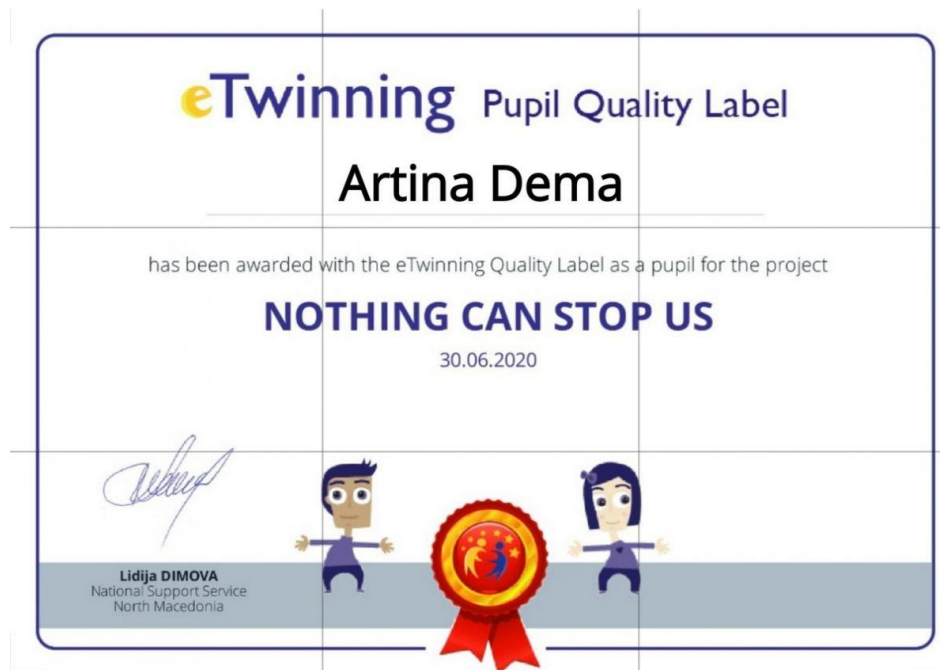 eTwinning Pupil Quality Label
Artina Dema
has been awarded with the eTwinning Quality Label as a pupil for the project
NOTHING CAN STOP US
30.06.2020
Lidija DIMOVA
National Support Service
North Macedonia